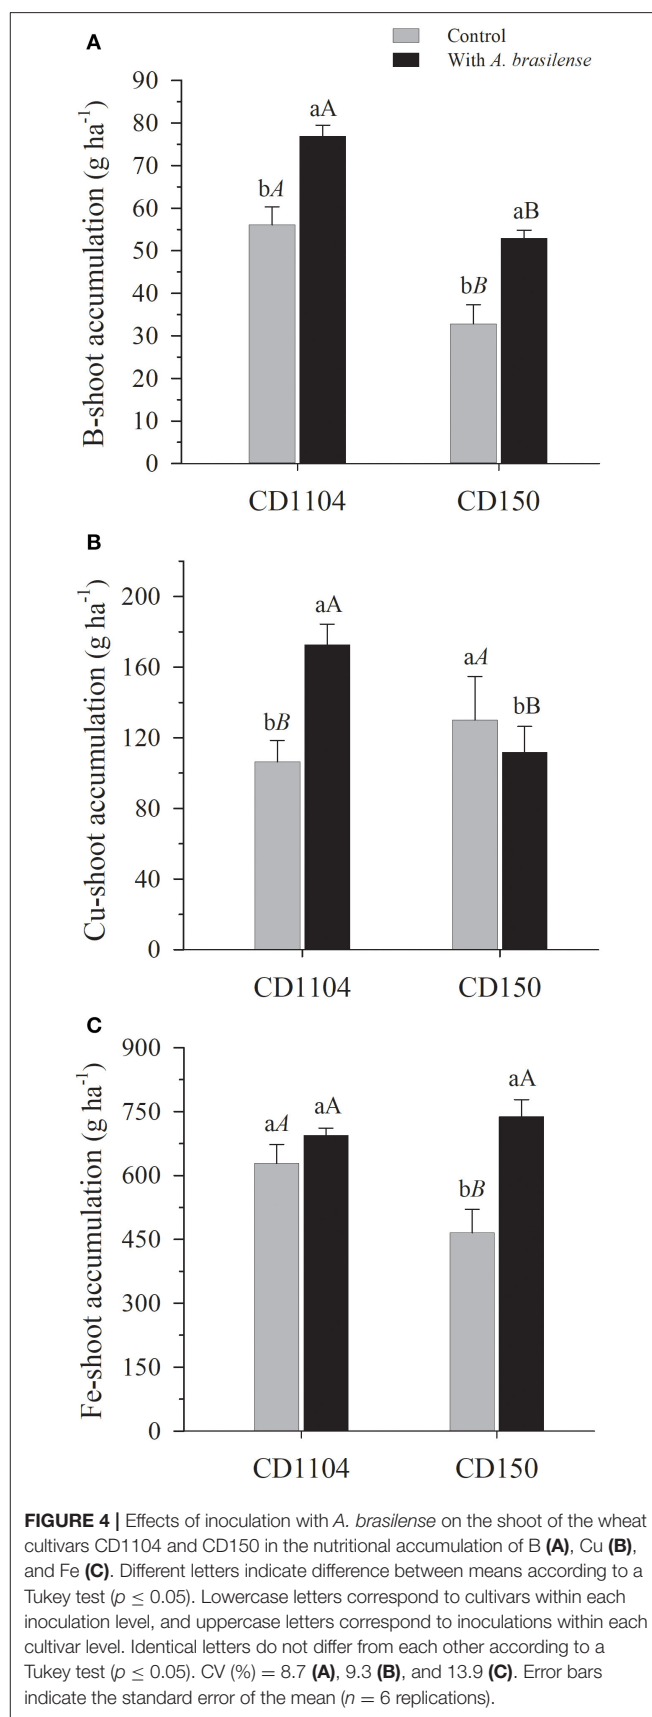 A
Control
With A. brasilense
90
80
70
60
50
40
30
20
10
0
B-shoot accumulation (g ha⁻¹)
bA
aA
bB
aB
CD1104
CD150
B
200
160
120
80
40
0
Cu-shoot accumulation (g ha⁻¹)
bB
aA
aA
bB
CD1104
CD150
C
900
750
600
450
300
150
0
Fe-shoot accumulation (g ha⁻¹)
aA
aA
bB
aA
CD1104
CD150
FIGURE 4 | Effects of inoculation with A. brasilense on the shoot of the wheat
cultivars CD1104 and CD150 in the nutritional accumulation of B (A), Cu (B),
and Fe (C). Different letters indicate difference between means according to a
Tukey test (p ≤ 0.05). Lowercase letters correspond to cultivars within each
inoculation level, and uppercase letters correspond to inoculations within each
cultivar level. Identical letters do not differ from each other according to a
Tukey test (p ≤ 0.05). CV (%) = 8.7 (A), 9.3 (B), and 13.9 (C). Error bars
indicate the standard error of the mean (n = 6 replications).